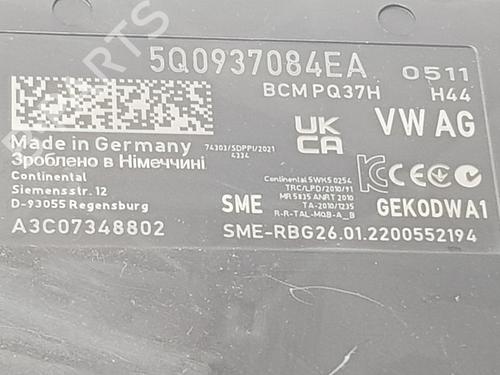 5Q0937084EA 0511
BCM PQ37H H44
UK
CA
VW AG
Made in Germany
Зроблено в Німеччині
74303/SDPPI/2021
4334
Continental
Siemensstr. 12
D-93055 Regensburg
A3C07348802
Continental 5WK5 0254
TRC/LPD/2010/91
MR 5835 ANRT 2010
TA-2010/1235
R-R-TAL-MQB-A_B
SME
GEKODWA1
SME-RBG26.01.2200552194